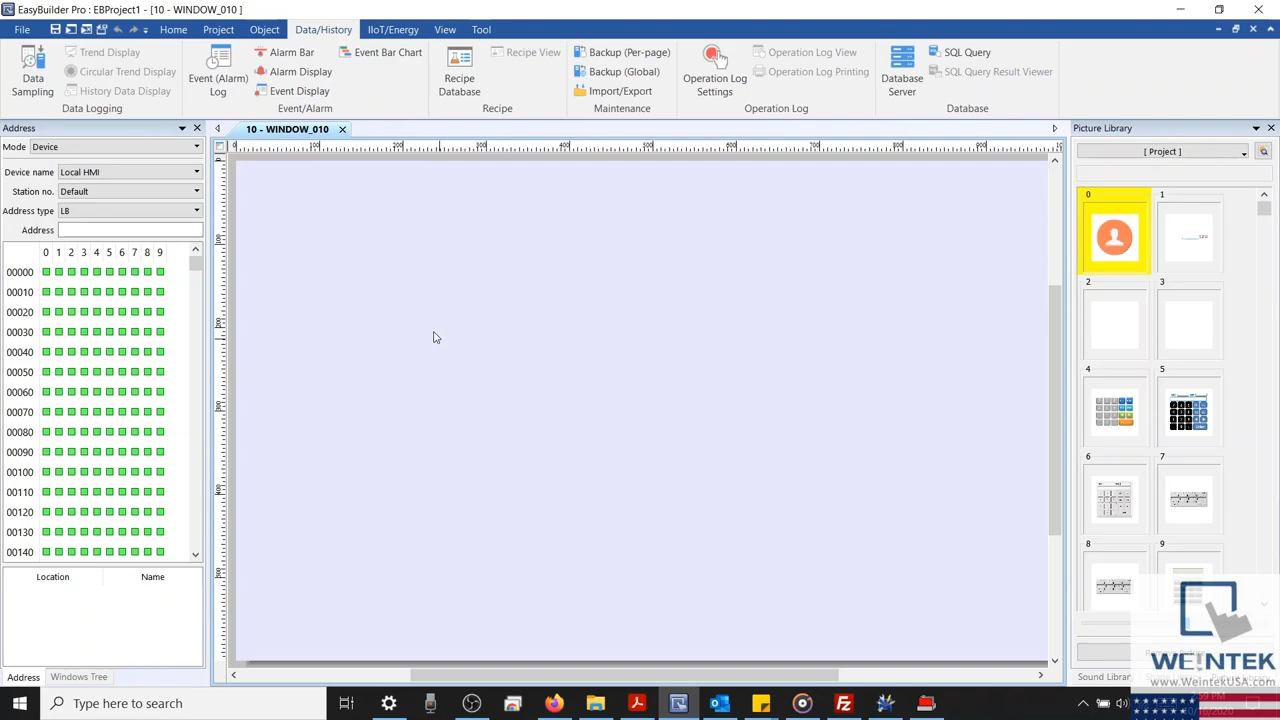 EasyBuilder Pro : EBProject1 - [10 - WINDOW_010 ]
File Home Project Object Data/History IIoT/Energy View Tool
Data Sampling
Trend Display
Circular Trend Display
History Data Display
Data Logging
Event (Alarm) Log
Alarm Bar
Alarm Display
Event Display
Event Bar Chart
Event/Alarm
Recipe Database
Recipe View
Recipe
Backup (Per-page)
Backup (Global)
Import/Export
Maintenance
Operation Log Settings
Operation Log View
Operation Log Printing
Operation Log
Database Server
SQL Query
SQL Query Result Viewer
Database
Address
Mode Device
Device name Local HMI
Station no. Default
Address type LB
Address
0 1 2 3 4 5 6 7 8 9
00000
00010
00020
00030
00040
00050
00060
00070
00080
00090
00100
00110
00120
00130
00140
Location Name
Address Windows Tree
10 - WINDOW_010
Picture Library
[ Project ]
0 1
2 3
4 5
6 7
8 9
Sound Library
WEINTEK
www.WeintekUSA.com
Type here to search